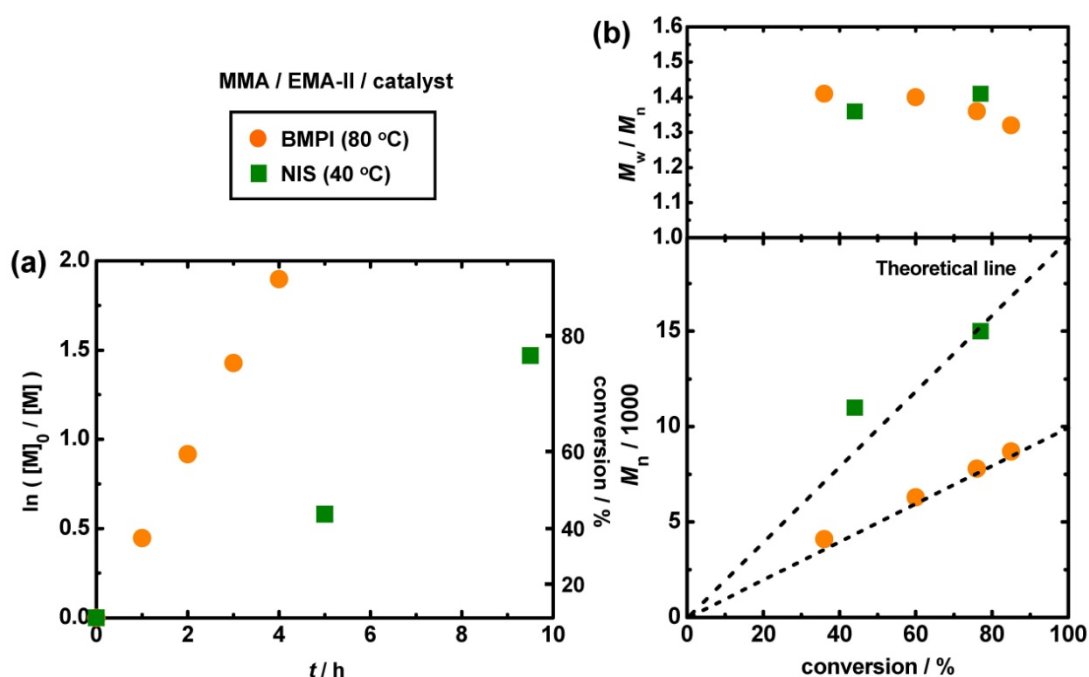 MMA / EMA-II / catalyst
BMPI (80 °C)
NIS (40 °C)
(a)
ln ( [M]0 / [M] )
2.0
1.5
1.0
0.5
0.0
0 2 4 6 8 10
t / h
80
60
40
20
conversion / %
(b)
Mw / Mn
1.6
1.5
1.4
1.3
1.2
1.1
1.0
Theoretical line
Mn / 1000
15
10
5
0
0 20 40 60 80 100
conversion / %